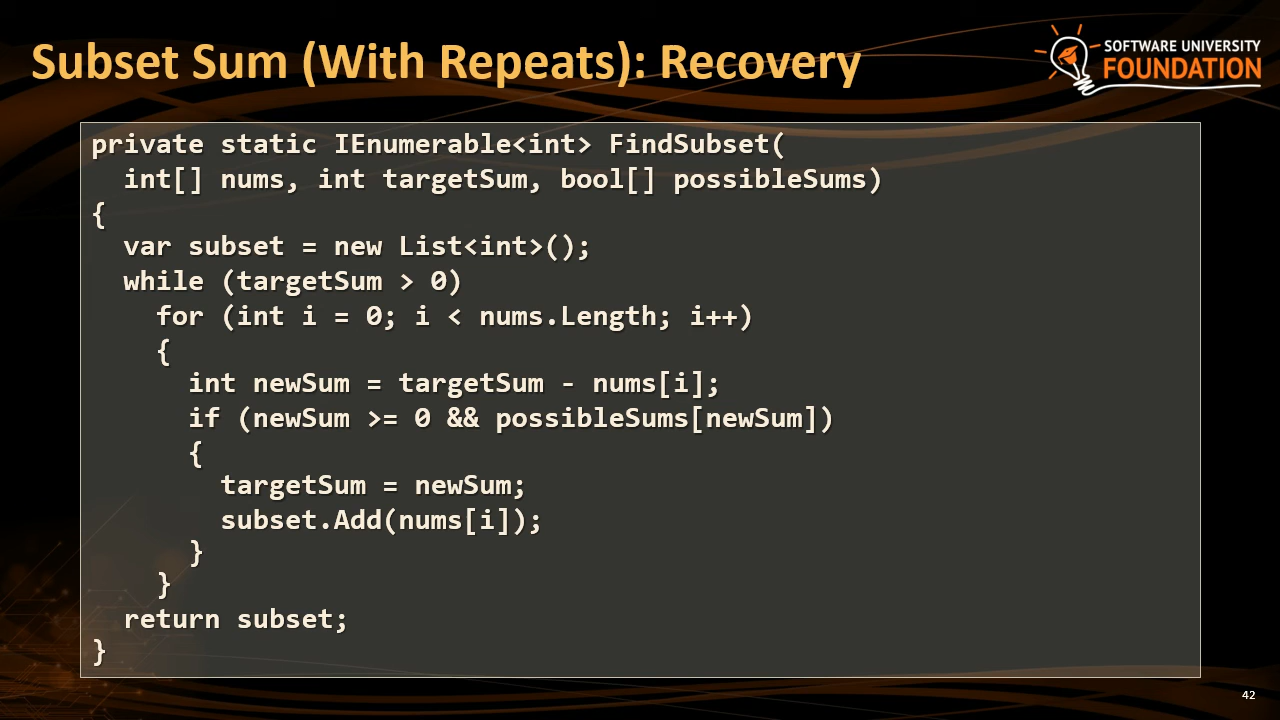 Subset Sum (With Repeats): Recovery
SOFTWARE UNIVERSITY
FOUNDATION
private static IEnumerable<int> FindSubset(
  int[] nums, int targetSum, bool[] possibleSums)
{
  var subset = new List<int>();
  while (targetSum > 0)
    for (int i = 0; i < nums.Length; i++)
    {
      int newSum = targetSum - nums[i];
      if (newSum >= 0 && possibleSums[newSum])
      {
        targetSum = newSum;
        subset.Add(nums[i]);
      }
    }
  return subset;
}
42